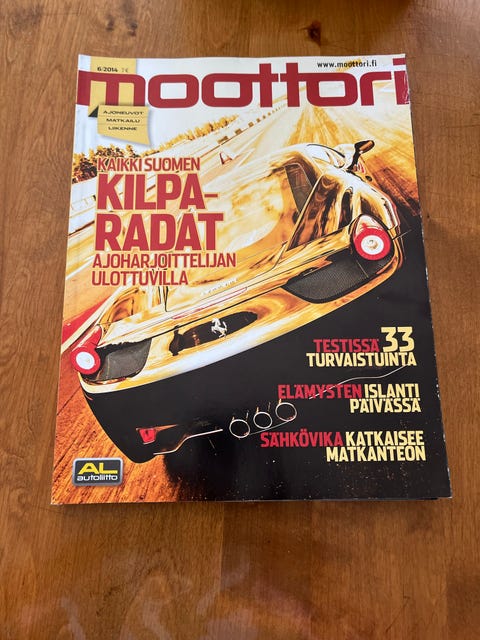 6·2014 7€
www.moottori.fi
moottori
AJONEUVOT
MATKAILU
LIIKENNE
KAIKKI SUOMEN
KILPA-
RADAT
AJOHARJOITTELIJAN
ULOTTUVILLA
TESTISSÄ 33
TURVAISTUINTA
ELÄMYSTEN ISLANTI
PÄIVÄSSÄ
SÄHKÖVIKA KATKAISEE
MATKANTEON
AL
autoliitto